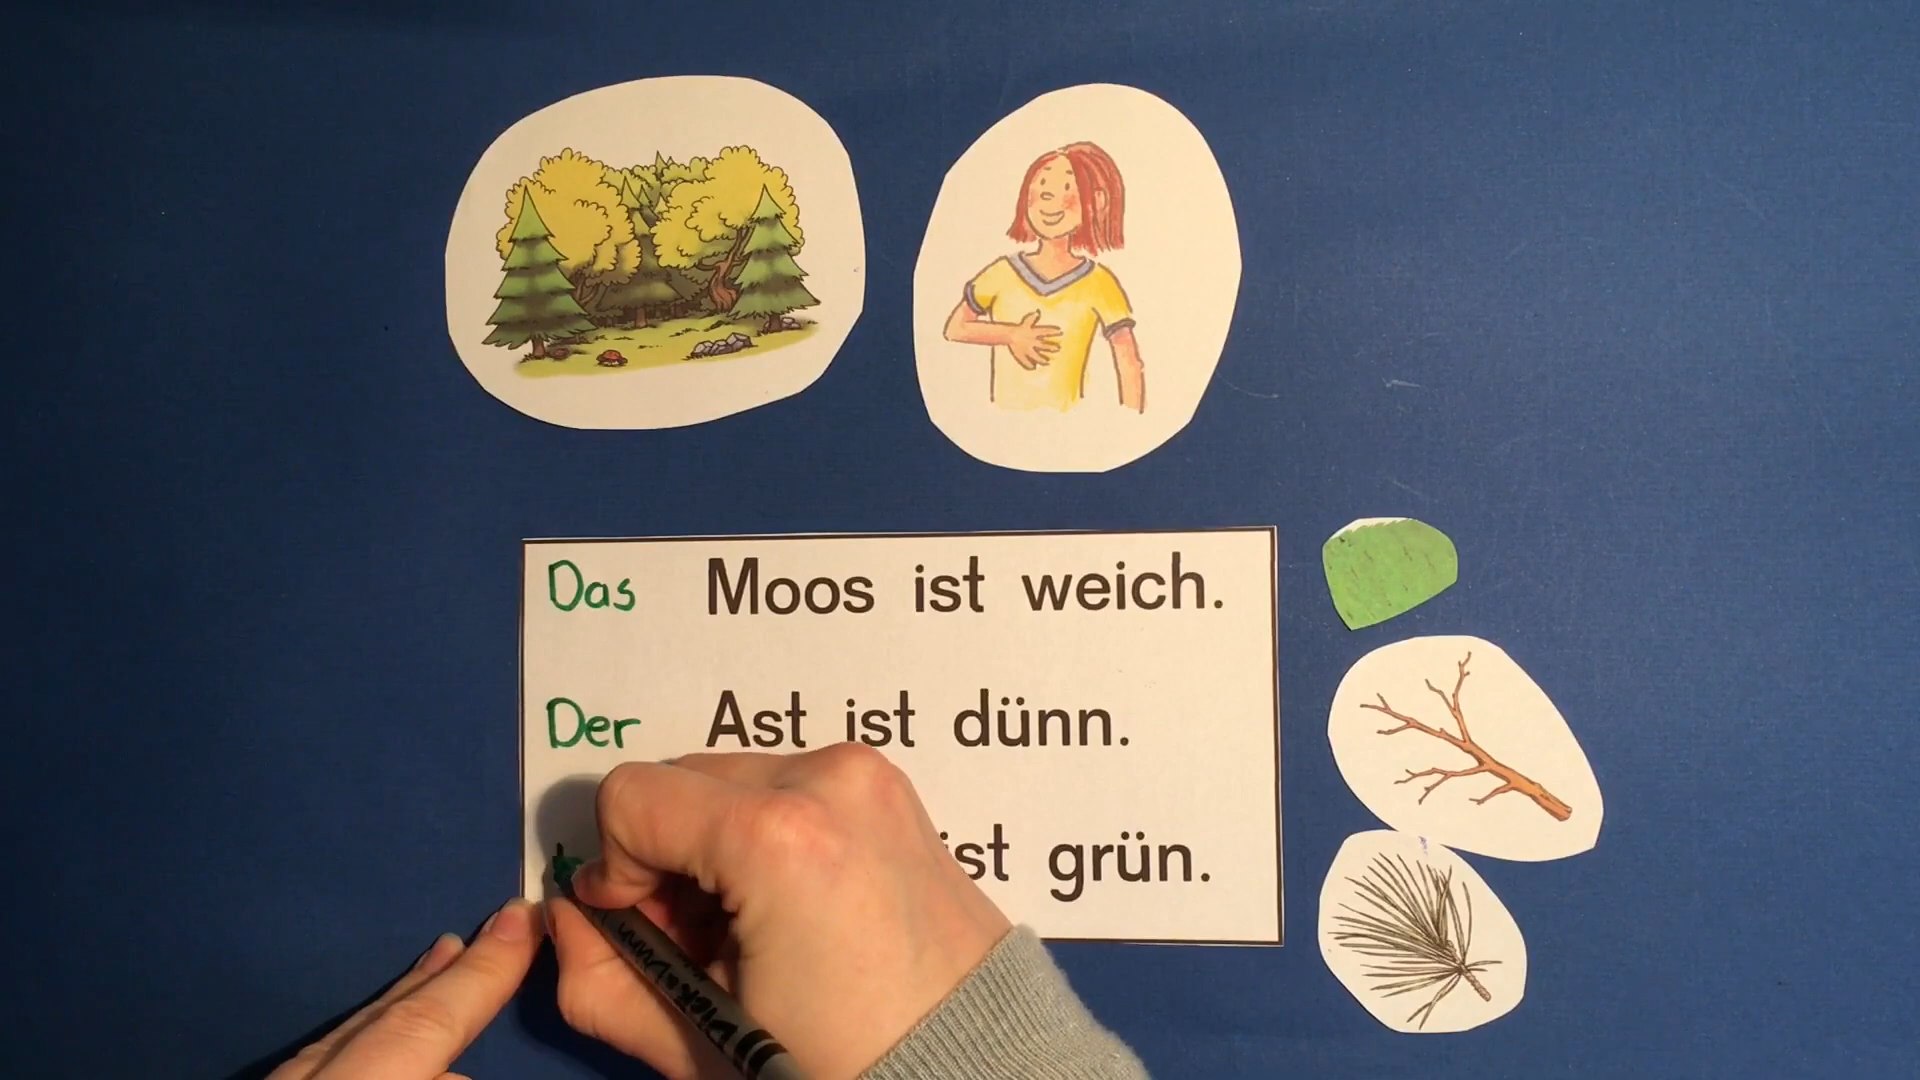 Das Moos ist weich.
Der Ast ist dünn.
ist grün.